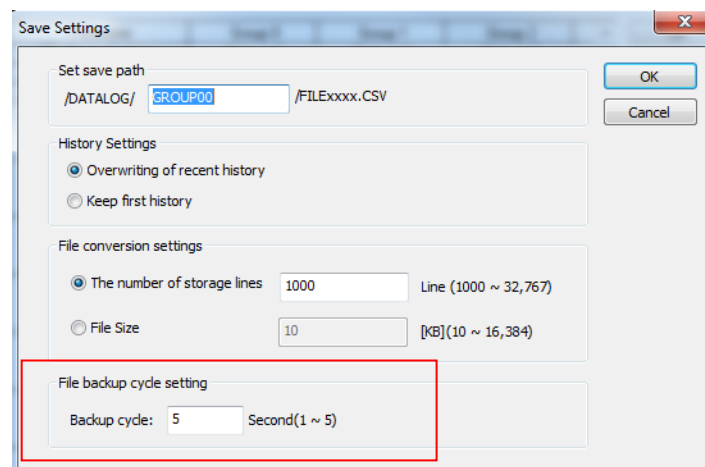 Save Settings
Set save path
/DATALOG/ GROUP00 /FILExxxx.CSV
OK
Cancel
History Settings
Overwriting of recent history
Keep first history
File conversion settings
The number of storage lines 1000 Line (1000 ~ 32,767)
File Size 10 [KB](10 ~ 16,384)
File backup cycle setting
Backup cycle: 5 Second(1 ~ 5)